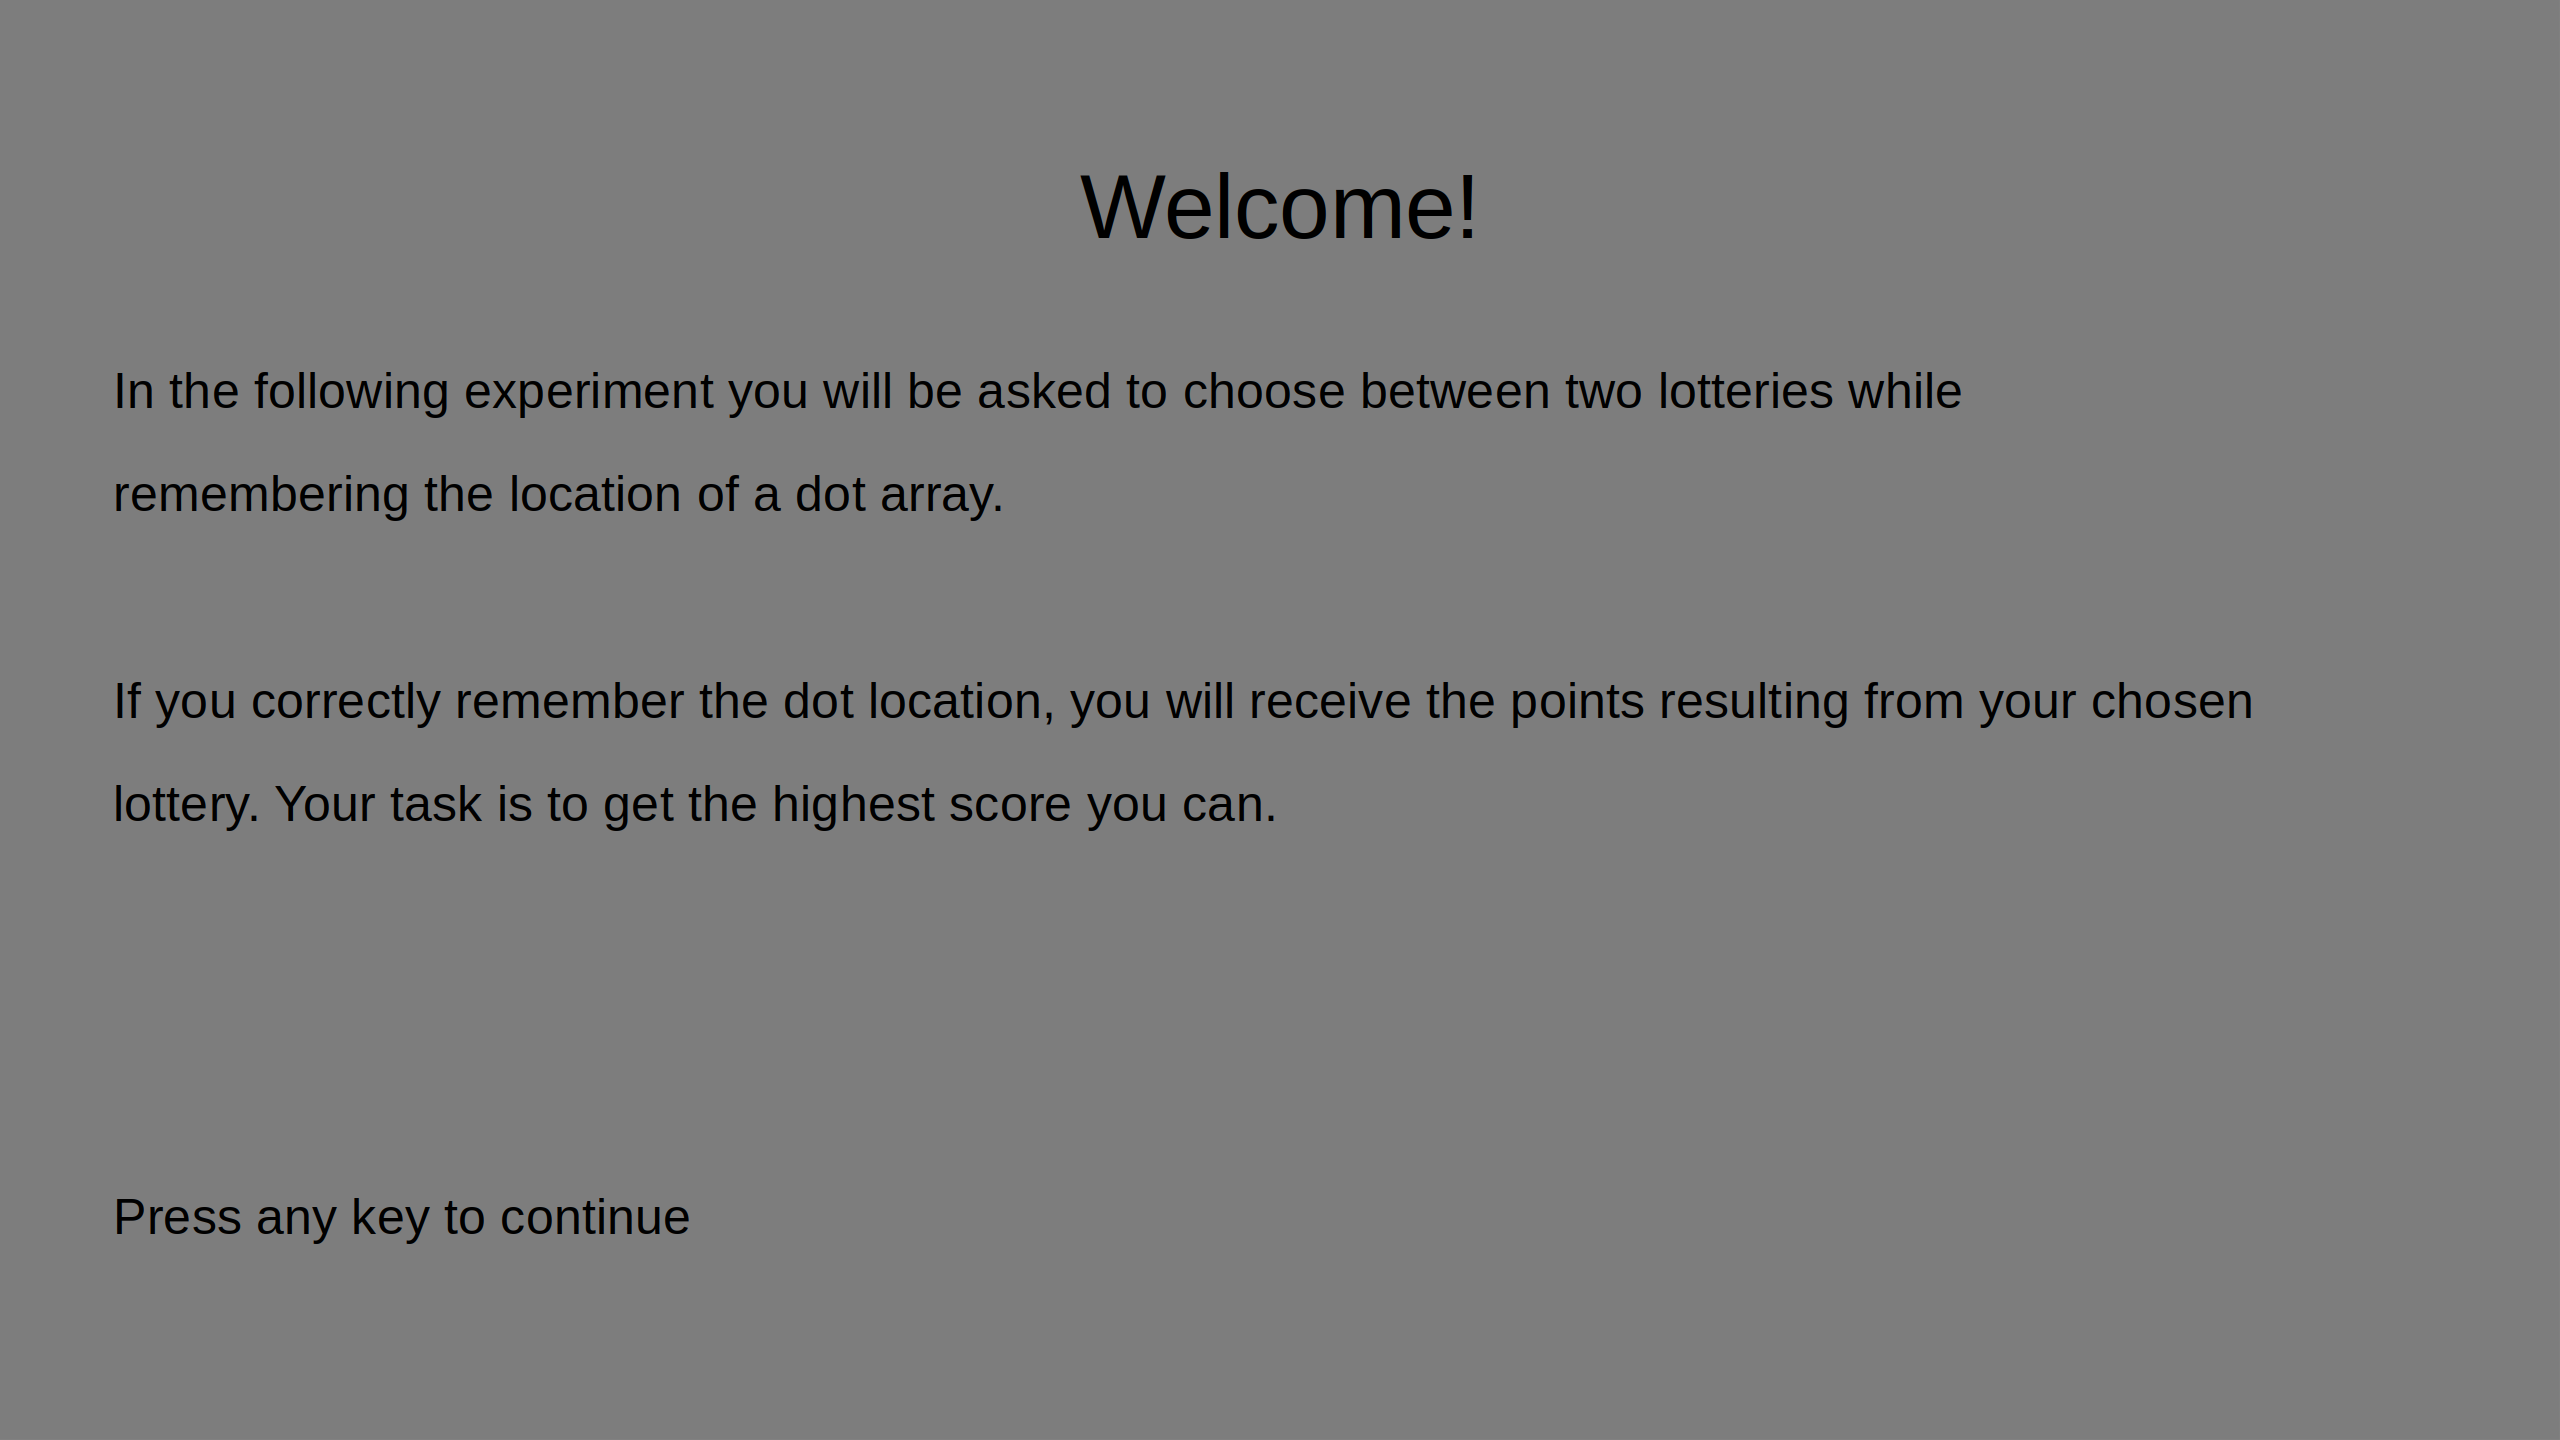 Welcome!
In the following experiment you will be asked to choose between two lotteries while
remembering the location of a dot array.
If you correctly remember the dot location, you will receive the points resulting from your chosen
lottery. Your task is to get the highest score you can.
Press any key to continue